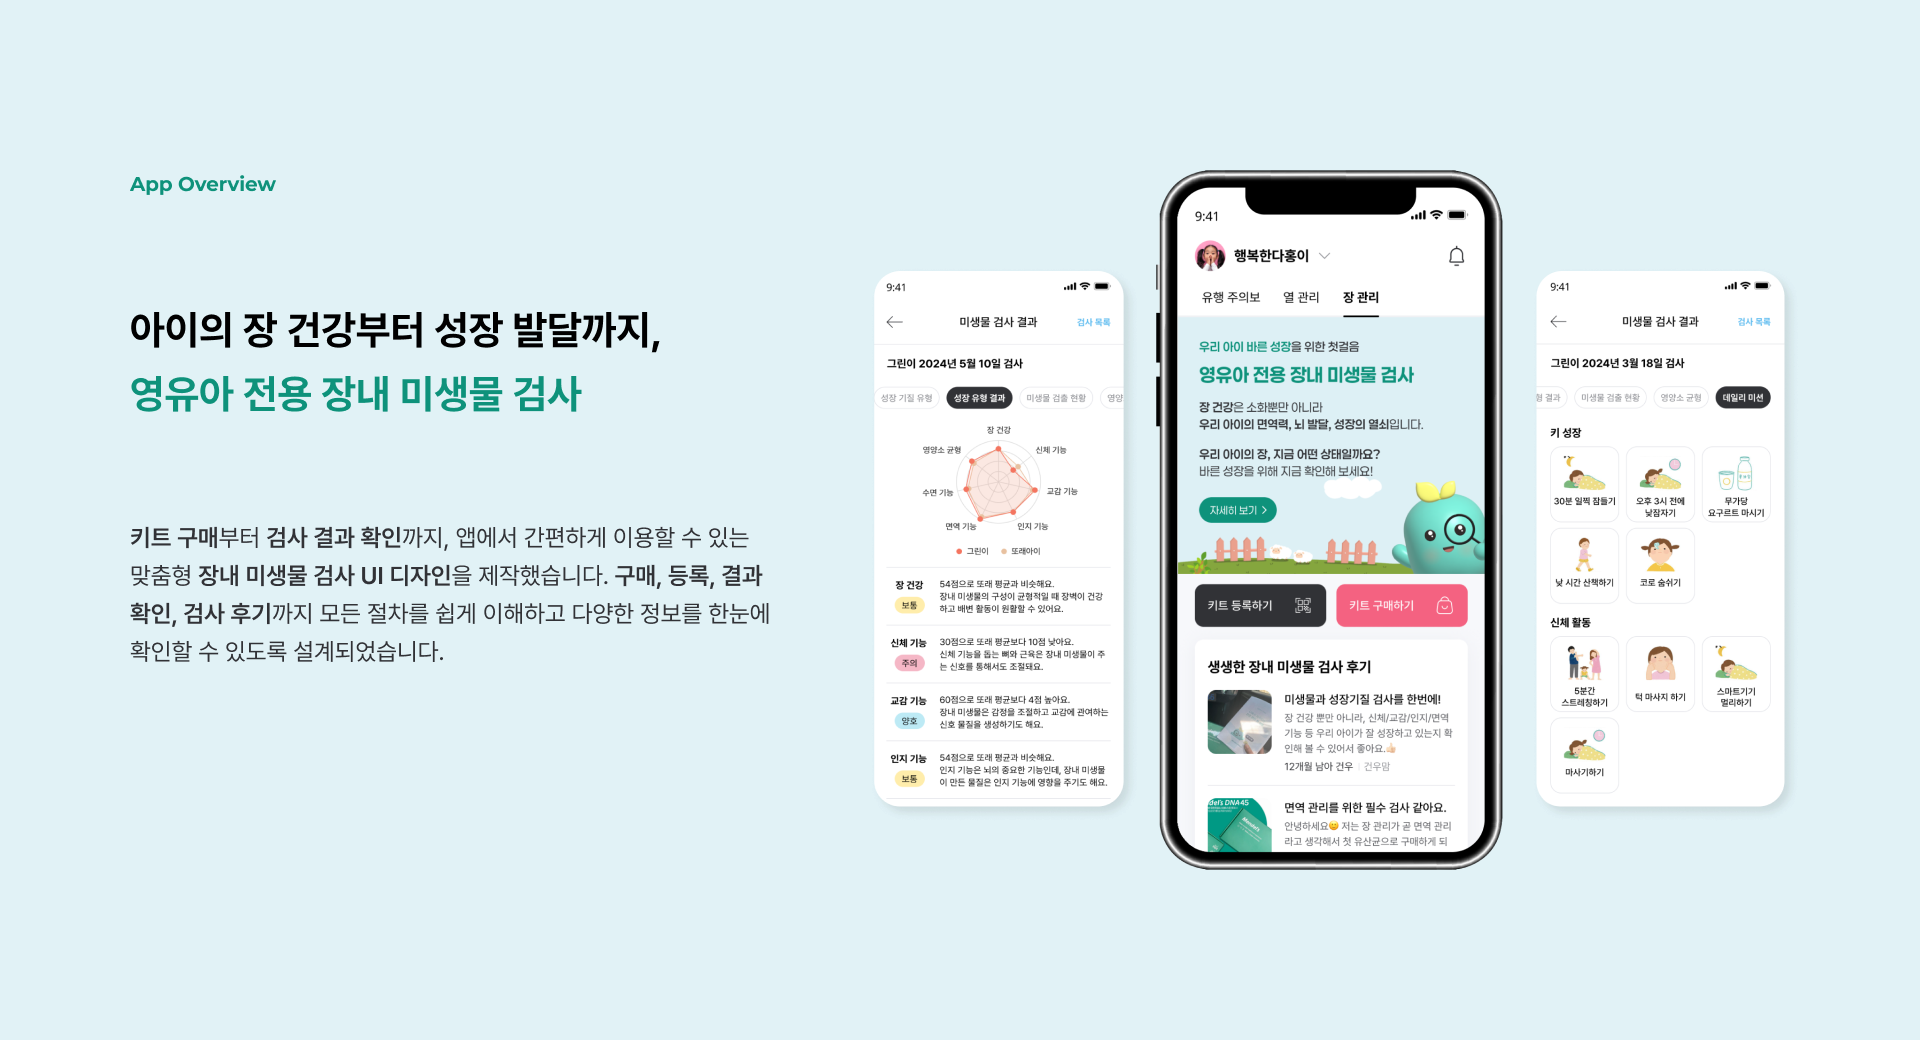 App Overview
아이의 장 건강부터 성장 발달까지,
영유아 전용 장내 미생물 검사
키트 구매부터 검사 결과 확인까지, 앱에서 간편하게 이용할 수 있는
맞춤형 장내 미생물 검사 UI 디자인을 제작했습니다. 구매, 등록, 결과
확인, 검사 후기까지 모든 절차를 쉽게 이해하고 다양한 정보를 한눈에
확인할 수 있도록 설계되었습니다.
9:41
미생물 검사 결과
검사 목록
그린이 2024년 5월 10일 검사
성장 기질 유형
성장 유형 결과
미생물 검출 현황
영양
장 건강
영양소 균형
신체 기능
수면 기능
교감 기능
면역 기능
인지 기능
그린이
또래아이
장 건강
보통
54점으로 또래 평균과 비슷해요.
장내 미생물의 구성이 균형적일 때 장벽이 건강
하고 배변 활동이 원활할 수 있어요.
신체 기능
주의
30점으로 또래 평균보다 10점 낮아요.
신체 기능을 돕는 뼈와 근육은 장내 미생물이 주
는 신호를 통해서도 조절돼요.
교감 기능
양호
60점으로 또래 평균보다 4점 높아요.
장내 미생물은 감정을 조절하고 교감에 관여하는
신호 물질을 생성하기도 해요.
인지 기능
보통
54점으로 또래 평균과 비슷해요.
인지 기능은 뇌의 중요한 기능인데, 장내 미생물
이 만든 물질은 인지 기능에 영향을 주기도 해요.
9:41
행복한다홍이
유행 주의보
열 관리
장 관리
우리 아이 바른 성장을 위한 첫걸음
영유아 전용 장내 미생물 검사
장 건강은 소화뿐만 아니라
우리 아이의 면역력, 뇌 발달, 성장의 열쇠입니다.
우리 아이의 장, 지금 어떤 상태일까요?
바른 성장을 위해 지금 확인해 보세요!
자세히 보기
키트 등록하기
키트 구매하기
생생한 장내 미생물 검사 후기
미생물과 성장기질 검사를 한번에!
장 건강 뿐만 아니라, 신체/교감/인지/면역
기능 등 우리 아이가 잘 성장하고 있는지 확
인해 볼 수 있어서 좋아요.👍🏻
12개월 남아 건우
건우맘
del's DNA45
면역 관리를 위한 필수 검사 같아요.
안녕하세요😀 저는 장 관리가 곧 면역 관리
라고 생각해서 첫 유산균으로 구매하게 되
9:41
미생물 검사 결과
검사 목록
그린이 2024년 3월 18일 검사
형 결과
미생물 검출 현황
영양소 균형
데일리 미션
키 성장
30분 일찍 잠들기
오후 3시 전에
낮잠자기
무가당
요구르트 마시기
낮 시간 산책하기
코로 숨쉬기
신체 활동
5분간
스트레칭하기
턱 마사지 하기
스마트기기
멀리하기
마사기하기